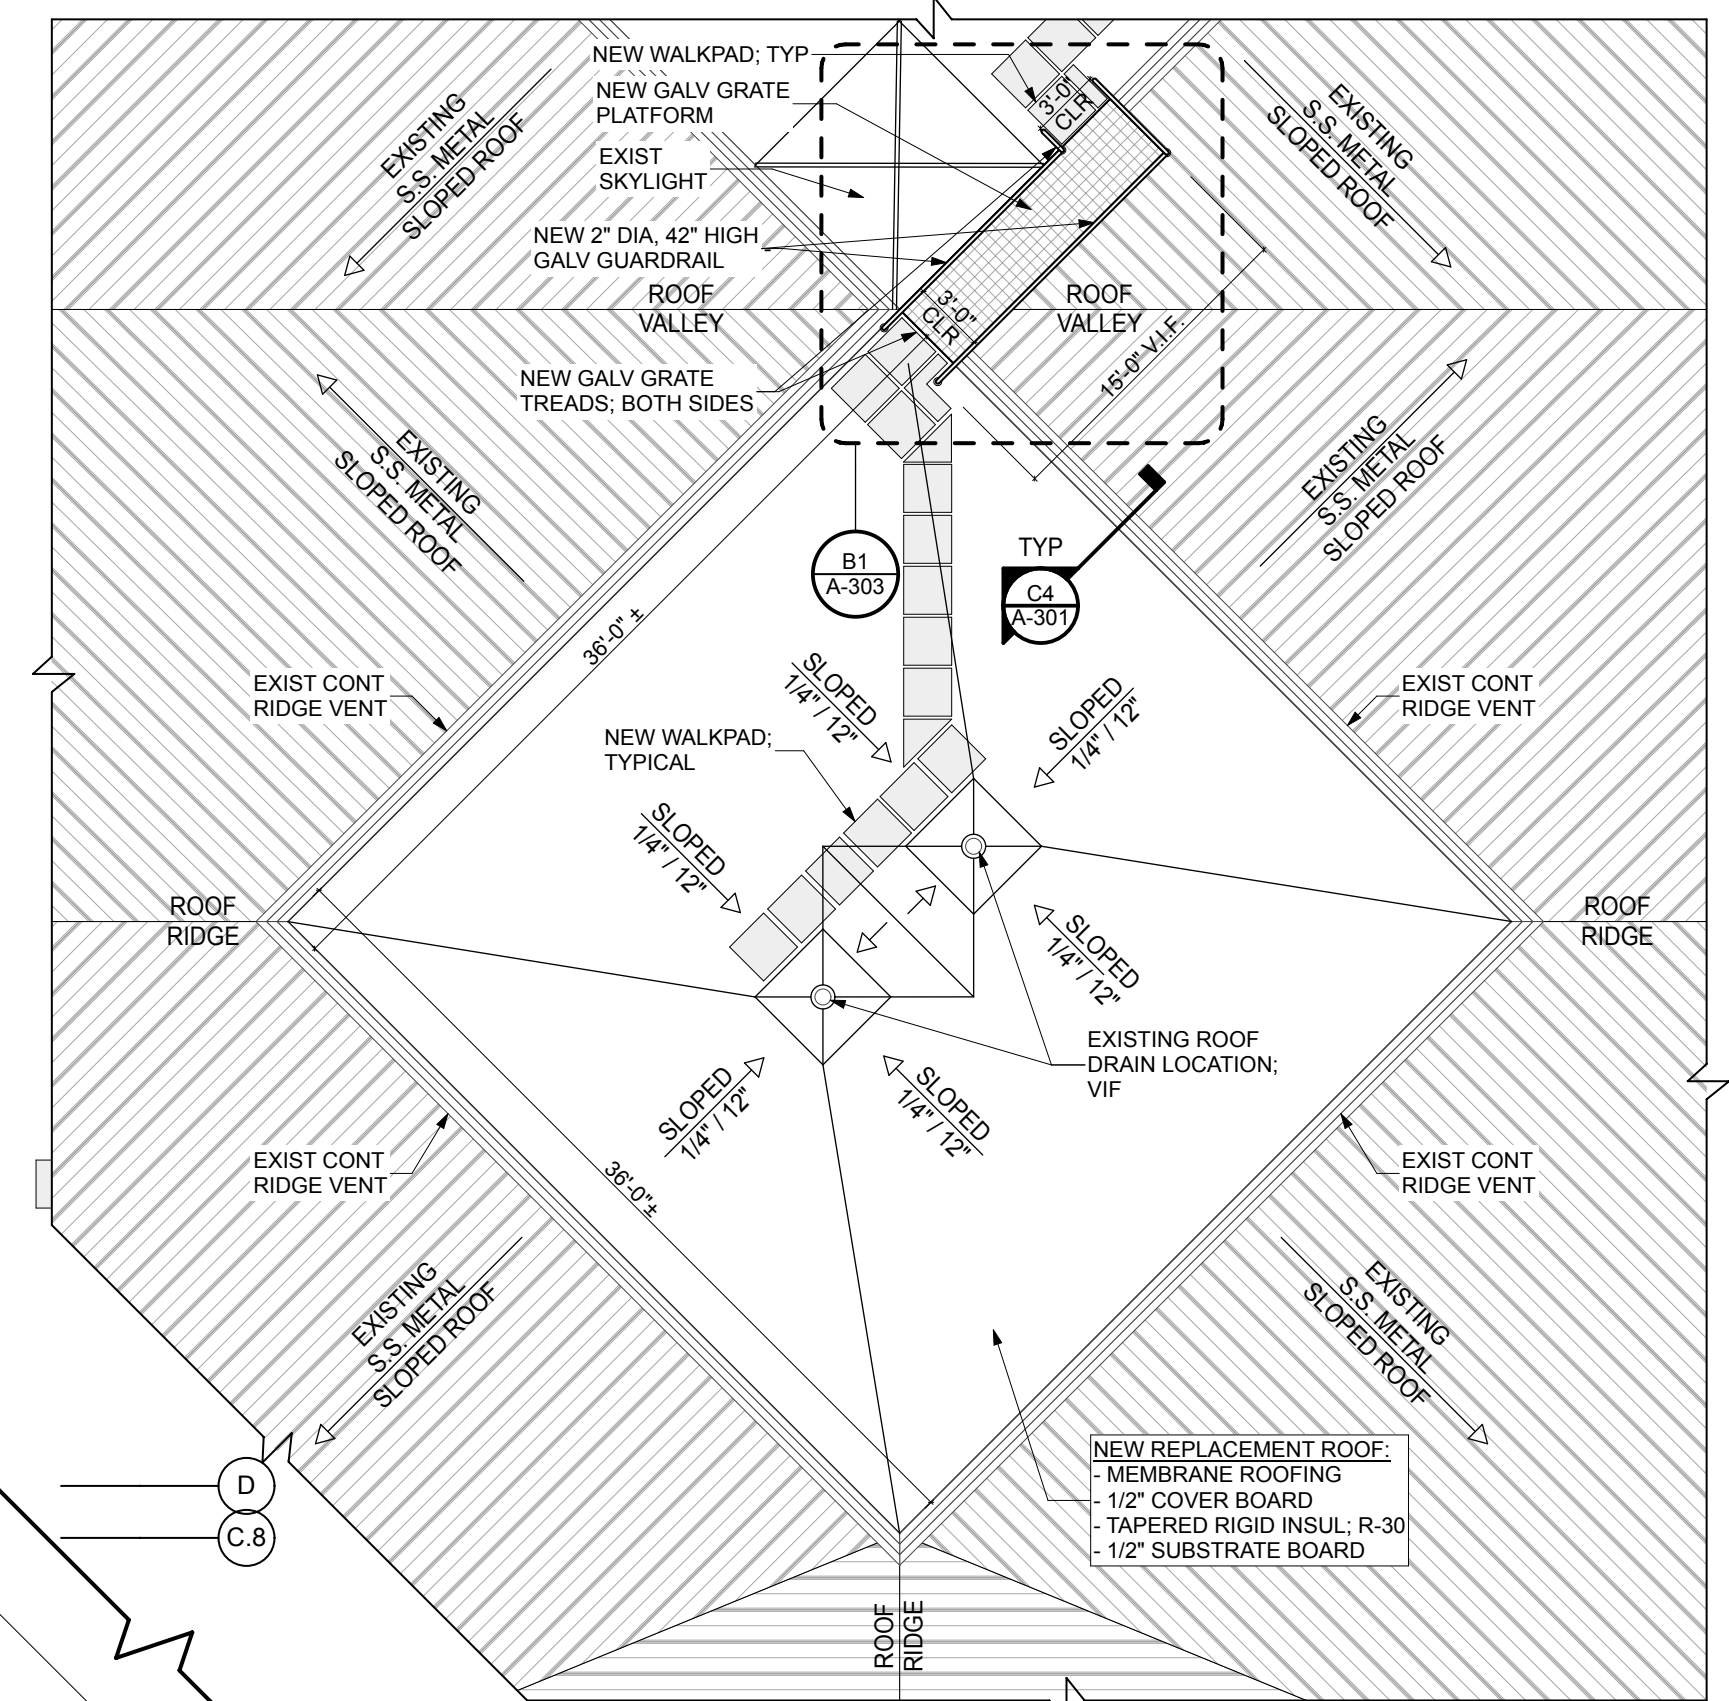 NEW WALKPAD; TYP
NEW GALV GRATE
PLATFORM
EXIST
SKYLIGHT
NEW 2" DIA, 42" HIGH
GALV GUARDRAIL
3'-0"
CLR
EXISTING
S.S. METAL
SLOPED ROOF
EXISTING
S.S. METAL
SLOPED ROOF
ROOF
VALLEY
3'-0"
CLR
ROOF
VALLEY
15'-0" V.I.F.
NEW GALV GRATE
TREADS; BOTH SIDES
EXISTING
S.S. METAL
SLOPED ROOF
EXISTING
S.S. METAL
SLOPED ROOF
B1
A-303
TYP
C4
A-301
36'-0" ±
EXIST CONT
RIDGE VENT
EXIST CONT
RIDGE VENT
SLOPED
1/4" / 12"
SLOPED
1/4" / 12"
NEW WALKPAD;
TYPICAL
SLOPED
1/4" / 12"
ROOF
RIDGE
ROOF
RIDGE
SLOPED
1/4" / 12"
EXISTING ROOF
DRAIN LOCATION;
VIF
SLOPED
1/4" / 12"
SLOPED
1/4" / 12"
36'-0"±
EXIST CONT
RIDGE VENT
EXIST CONT
RIDGE VENT
EXISTING
S.S. METAL
SLOPED ROOF
EXISTING
S.S. METAL
SLOPED ROOF
NEW REPLACEMENT ROOF:
- MEMBRANE ROOFING
- 1/2" COVER BOARD
- TAPERED RIGID INSUL; R-30
- 1/2" SUBSTRATE BOARD
D
C.8
ROOF
RIDGE